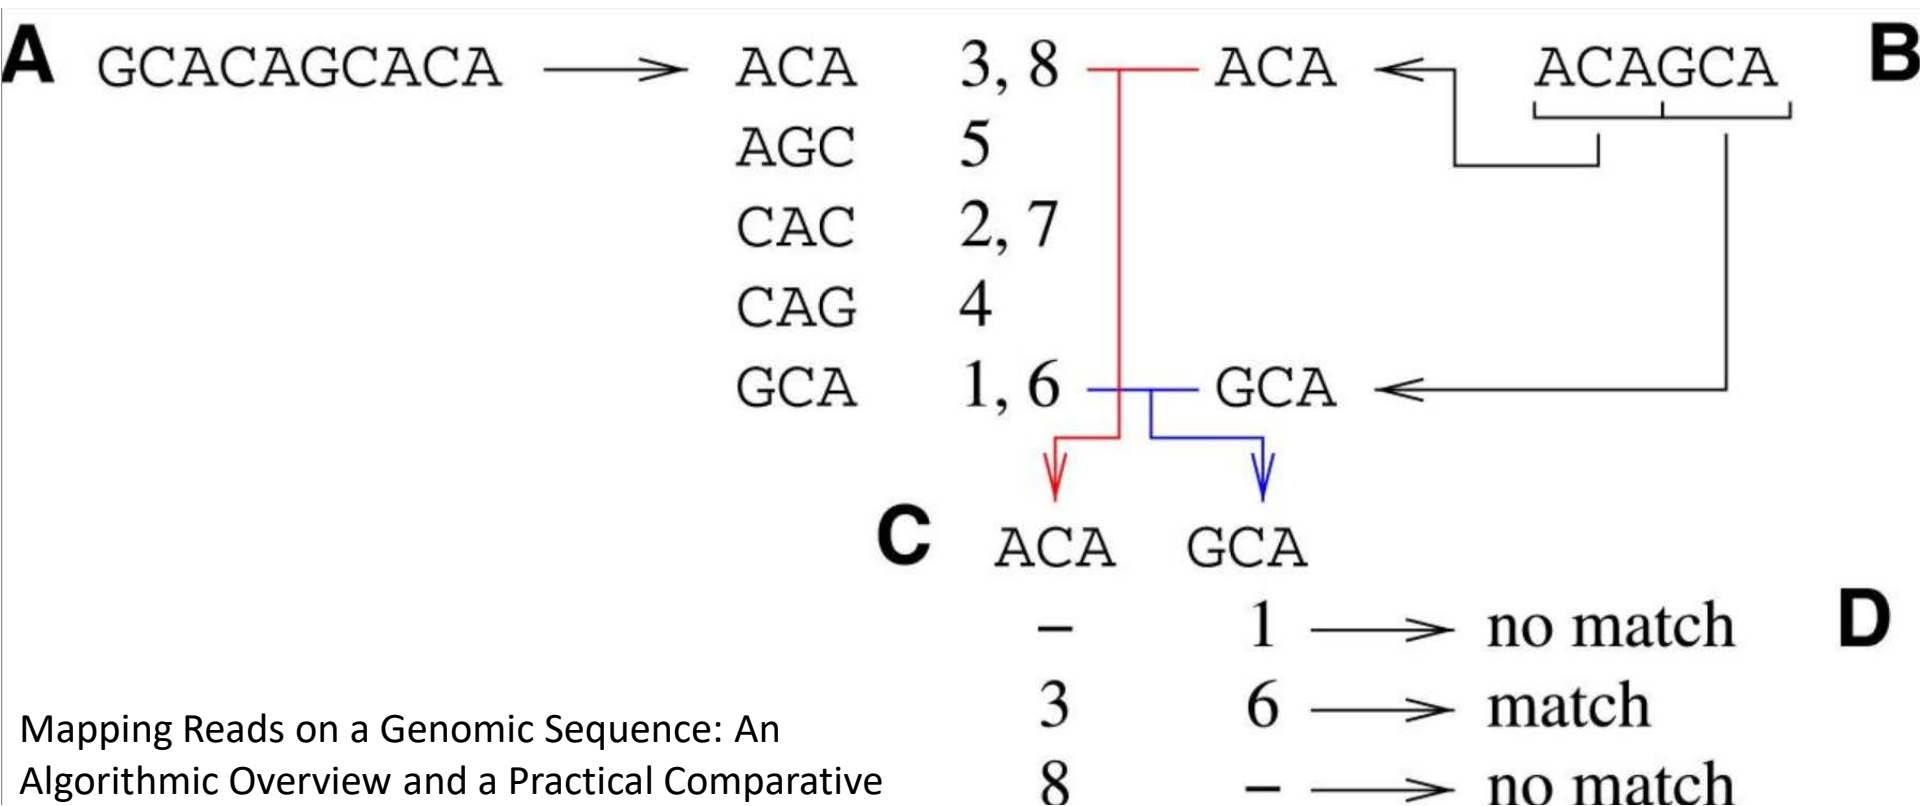 A GCACAGCACA ACA 3, 8 ACA ACAGCA B
AGC 5
CAC 2, 7
CAG 4
GCA 1, 6 GCA
C ACA GCA
– 1 no match D
3 6 match
8 – no match
Mapping Reads on a Genomic Sequence: An
Algorithmic Overview and a Practical Comparative